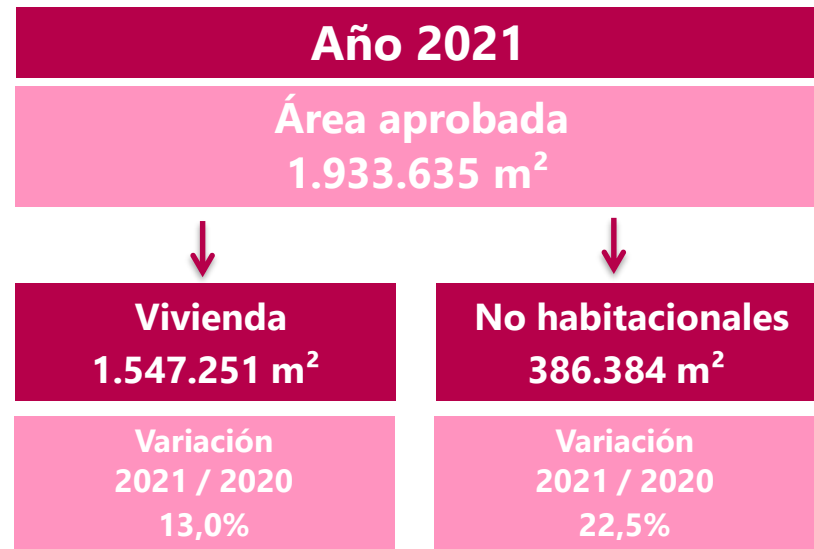 Año 2021
Área aprobada
1.933.635 m²
Vivienda
1.547.251 m²
No habitacionales
386.384 m²
Variación
2021 / 2020
13,0%
Variación
2021 / 2020
22,5%